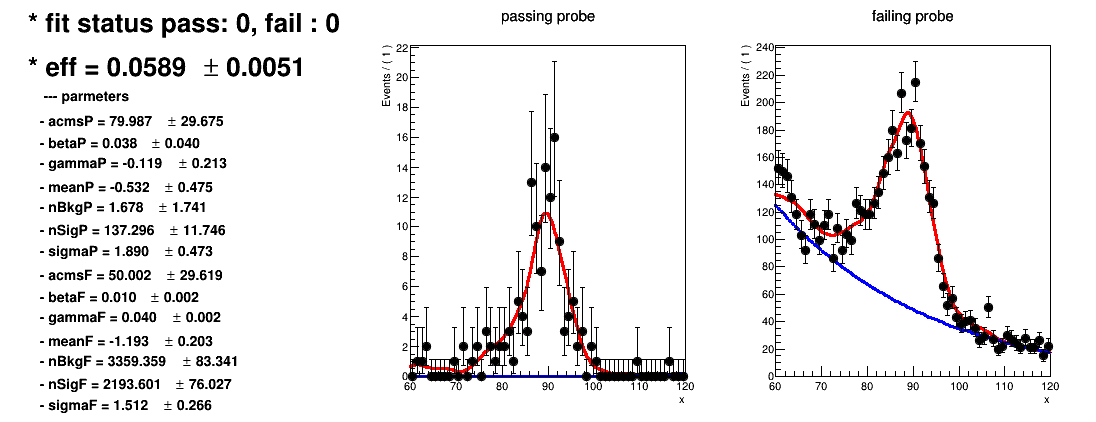 * fit status pass: 0, fail : 0
* eff = 0.0589 ± 0.0051
--- parmeters
- acmsP = 79.987 ± 29.675
- betaP = 0.038 ± 0.040
- gammaP = -0.119 ± 0.213
- meanP = -0.532 ± 0.475
- nBkgP = 1.678 ± 1.741
- nSigP = 137.296 ± 11.746
- sigmaP = 1.890 ± 0.473
- acmsF = 50.002 ± 29.619
- betaF = 0.010 ± 0.002
- gammaF = 0.040 ± 0.002
- meanF = -1.193 ± 0.203
- nBkgF = 3359.359 ± 83.341
- nSigF = 2193.601 ± 76.027
- sigmaF = 1.512 ± 0.266
passing probe
Events / ( 1 )
22
20
18
16
14
12
10
8
6
4
2
0
60 70 80 90 100 110 120
x
failing probe
Events / ( 1 )
240
220
200
180
160
140
120
100
80
60
40
20
0
60 70 80 90 100 110 120
x